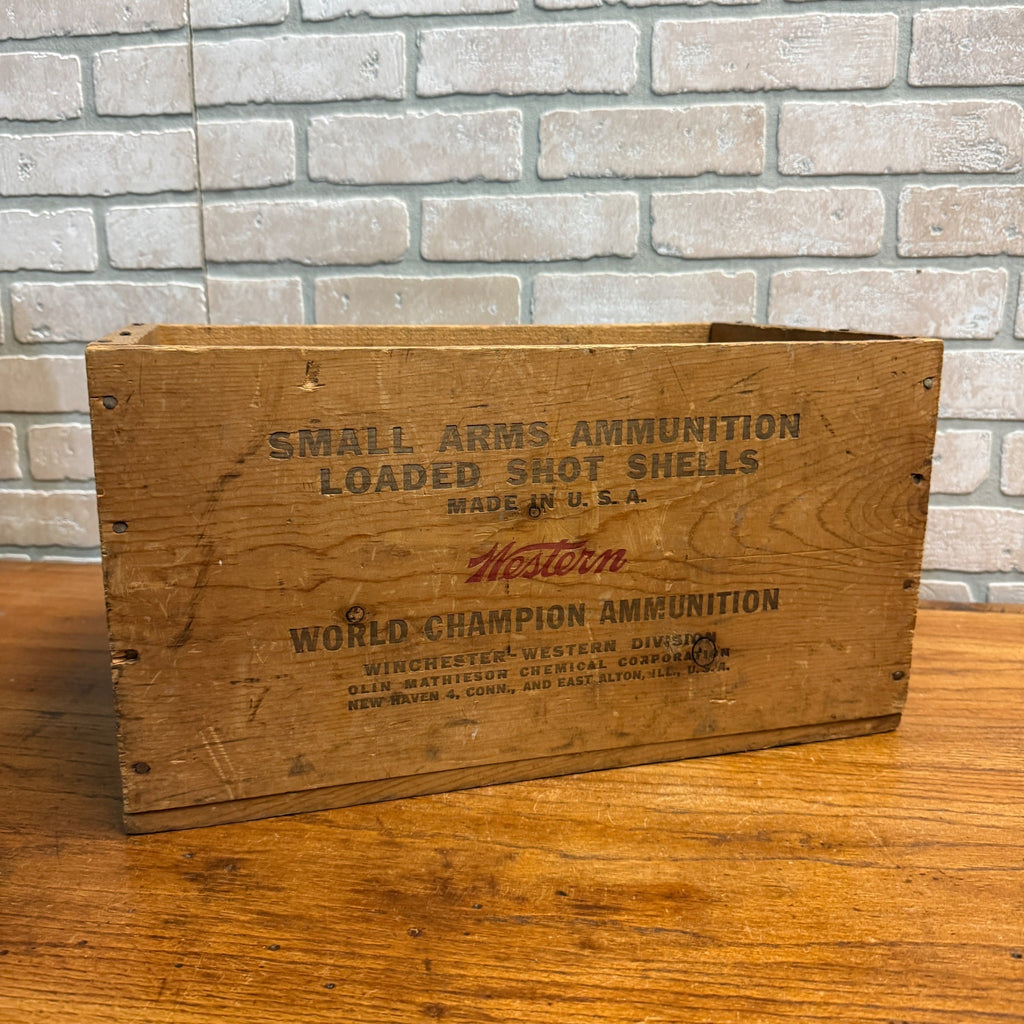 SMALL ARMS AMMUNITION
LOADED SHOT SHELLS
MADE IN U.S.A.
Western
WORLD CHAMPION AMMUNITION
WINCHESTER-WESTERN DIVISION
OLIN MATHIESON CHEMICAL CORPORATION
NEW HAVEN 4, CONN., AND EAST ALTON, ILL., U.S.A.